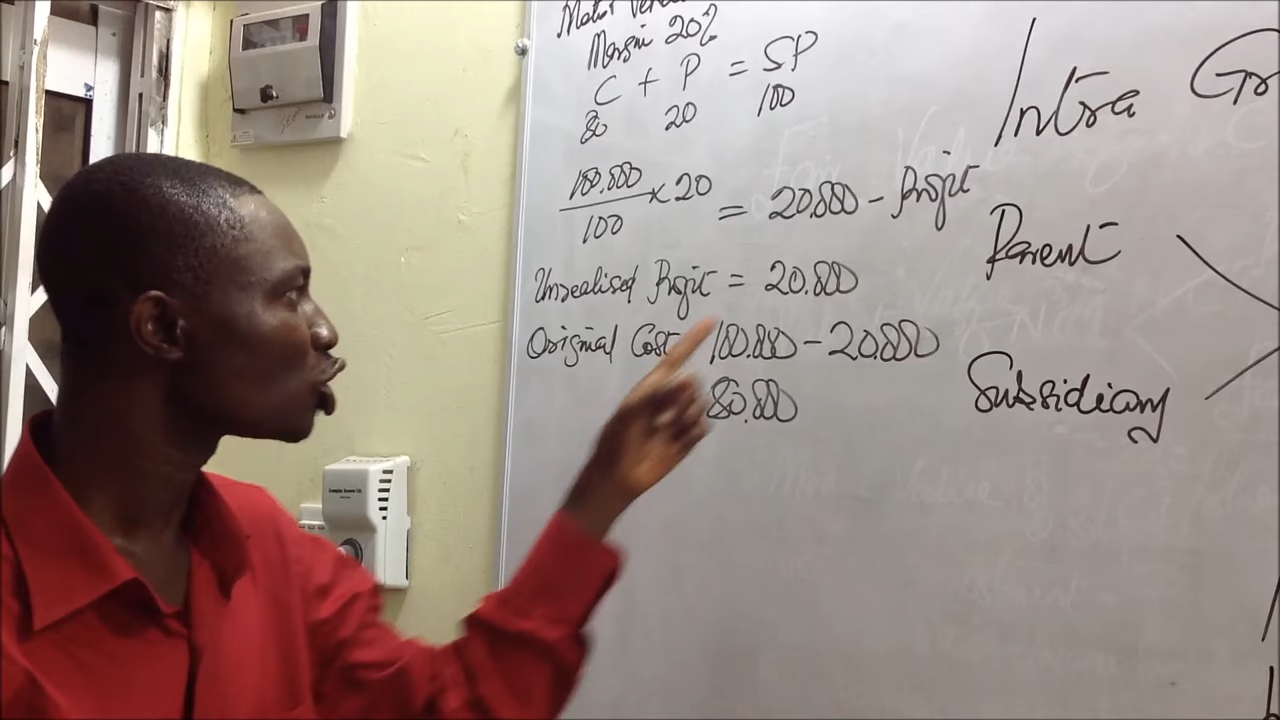 Motor
Margin 20%
C + P = SP
80 20 100
100.000 × 20 = 20.000 - Profit
100
Unrealised Profit = 20.000
Original Cost 100.000 - 20.000
80.000
Intra Gr
Parent
Subsidiary